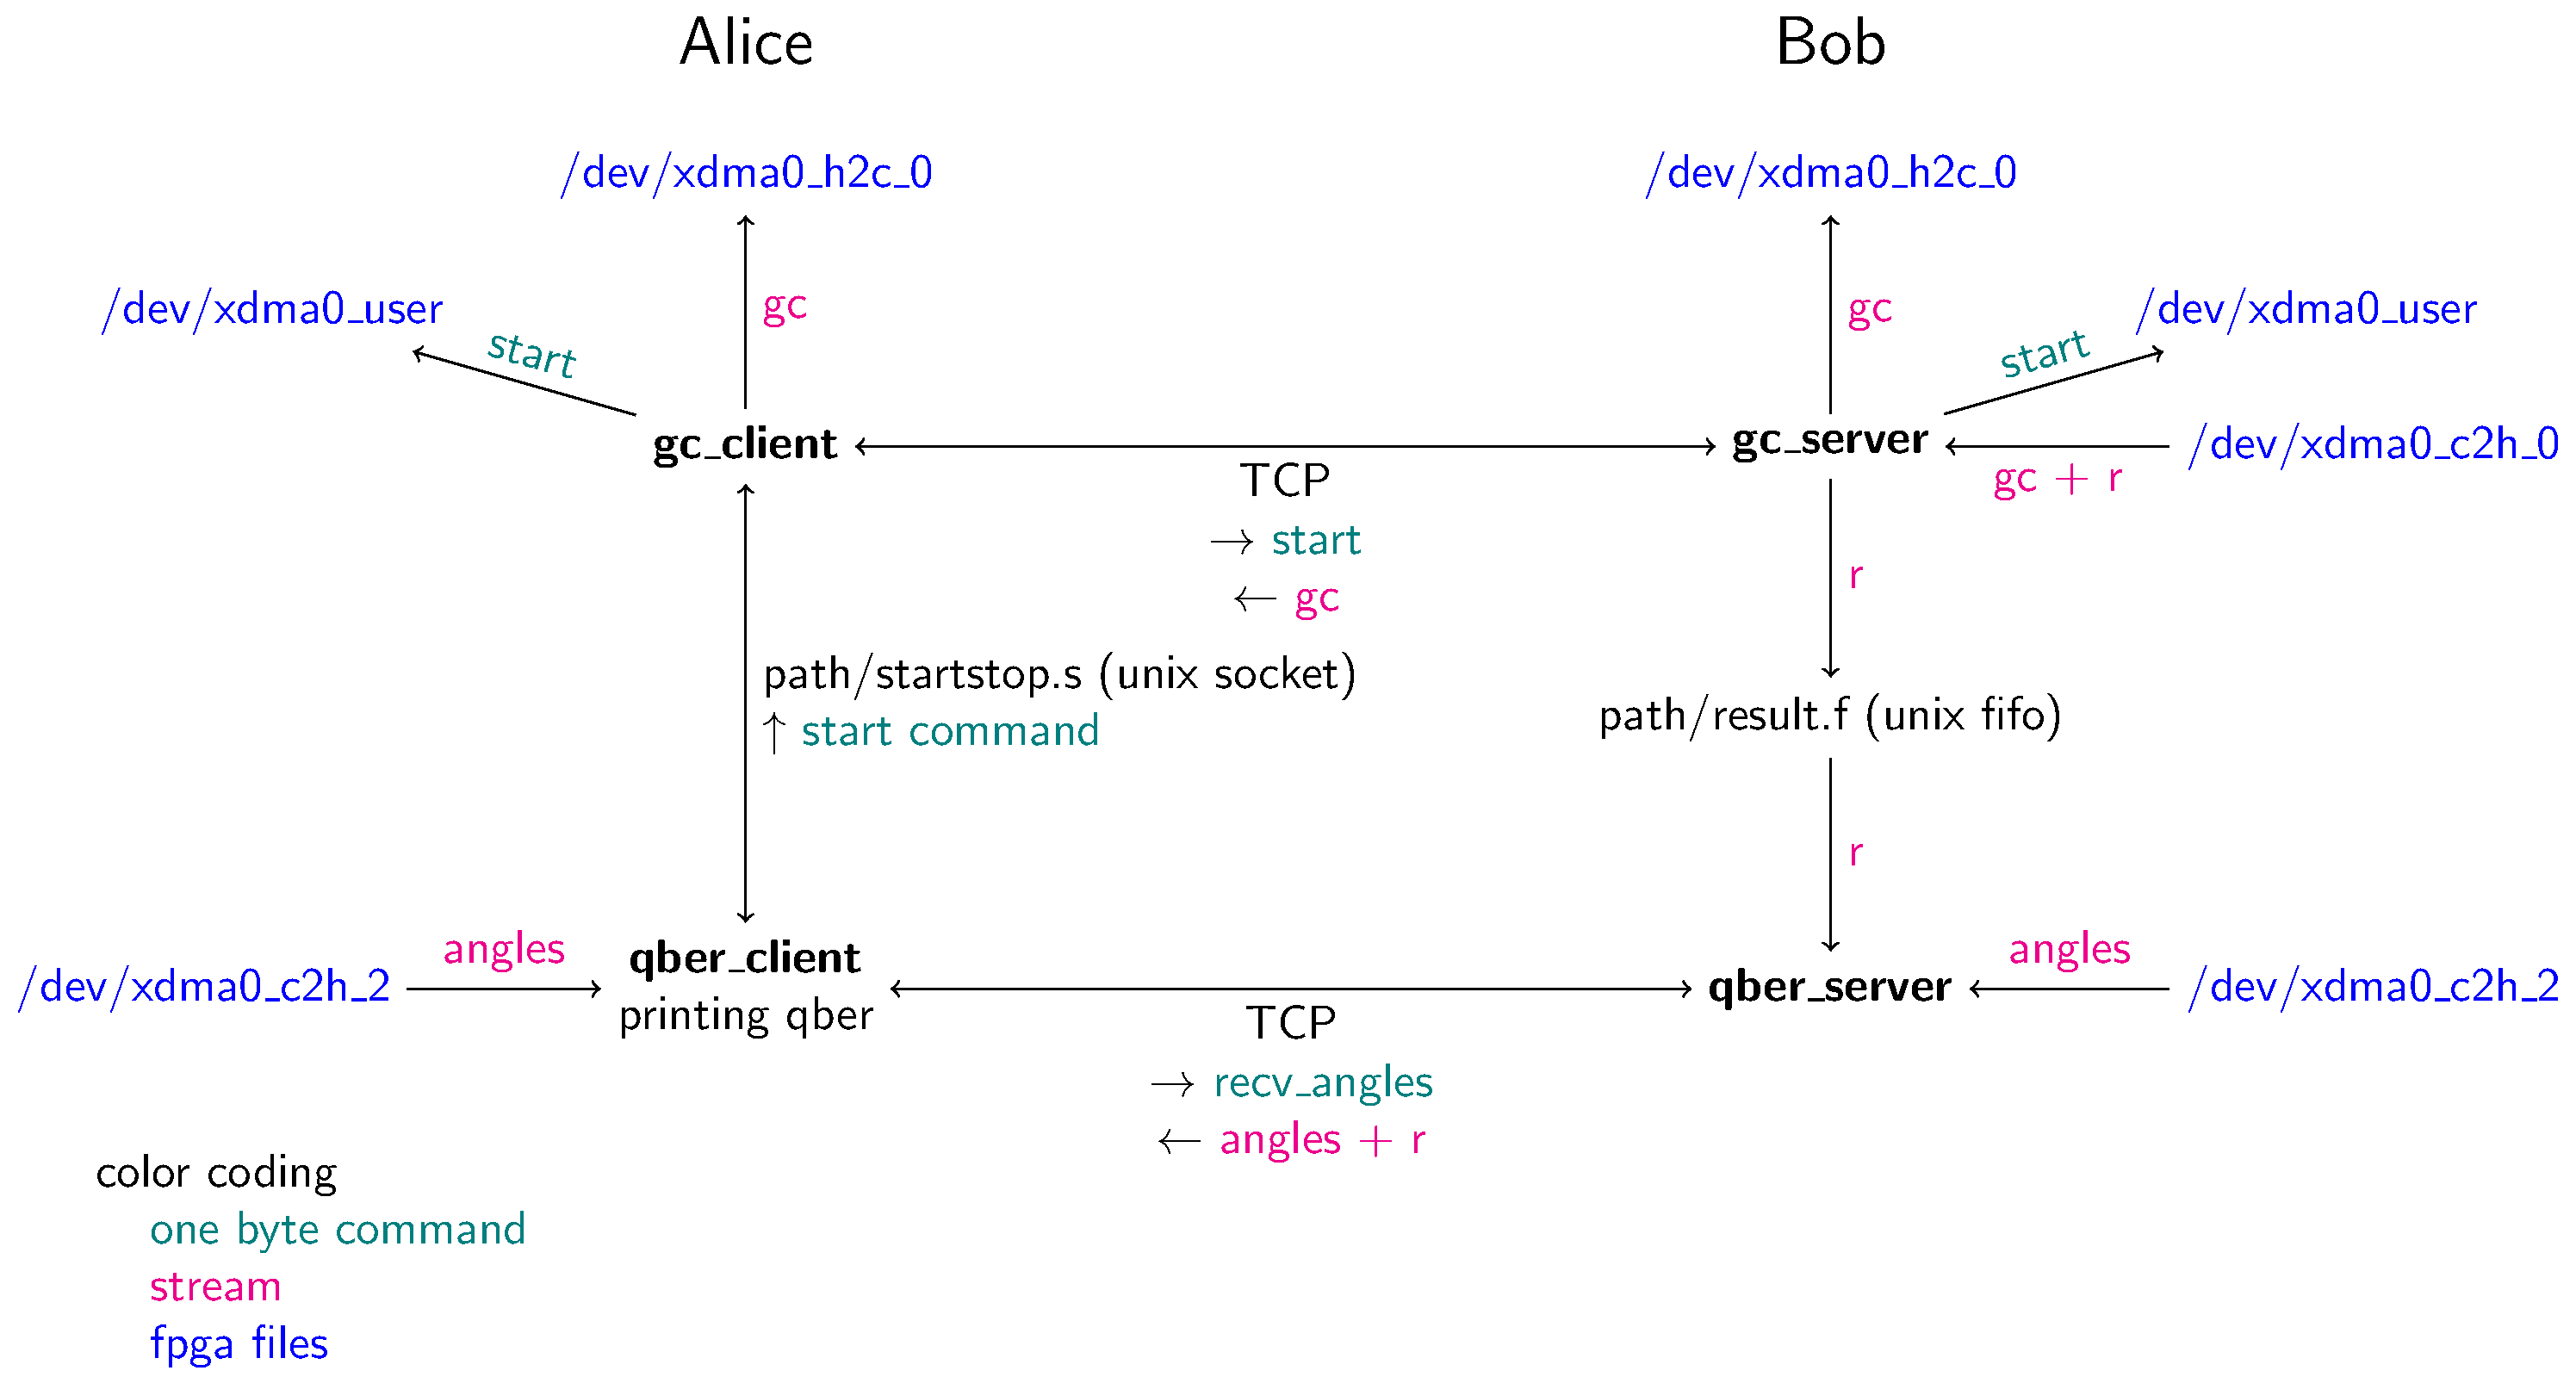 Alice
Bob
/dev/xdma0_h2c_0
/dev/xdma0_h2c_0
/dev/xdma0_user
gc
gc
/dev/xdma0_user
start
start
gc_client
gc_server
/dev/xdma0_c2h_0
TCP
gc + r
→ start
← gc
r
path/startstop.s (unix socket)
↑ start command
path/result.f (unix fifo)
r
/dev/xdma0_c2h_2
angles
qber_client
printing qber
qber_server
angles
/dev/xdma0_c2h_2
TCP
→ recv_angles
← angles + r
color coding
one byte command
stream
fpga files